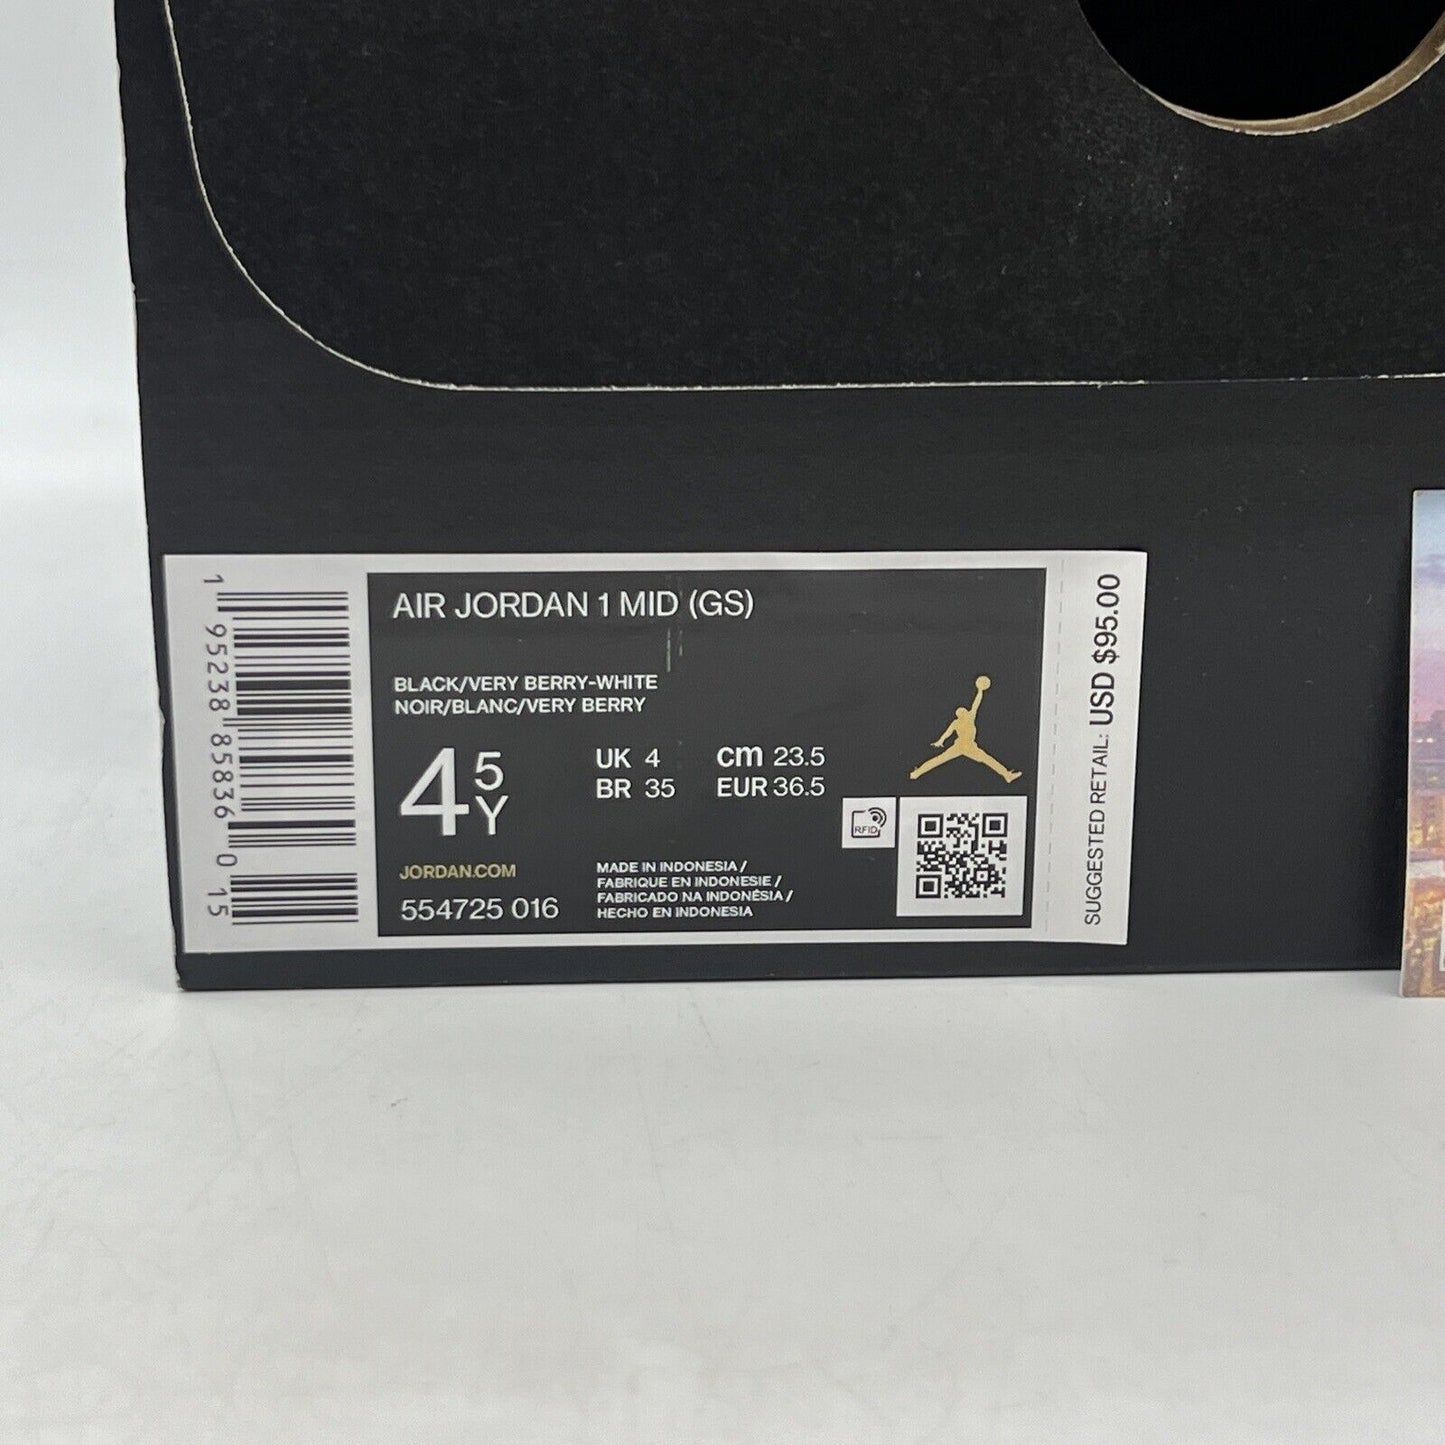 AIR JORDAN 1 MID (GS)
BLACK/VERY BERRY-WHITE
NOIR/BLANC/VERY BERRY
4 5Y
UK 4
cm 23.5
BR 35
EUR 36.5
RFID
JORDAN.COM
554725 016
MADE IN INDONESIA /
FABRIQUE EN INDONESIE /
FABRICADO NA INDONÉSIA /
HECHO EN INDONESIA
1 95238 85836 0 15
SUGGESTED RETAIL: USD $95.00